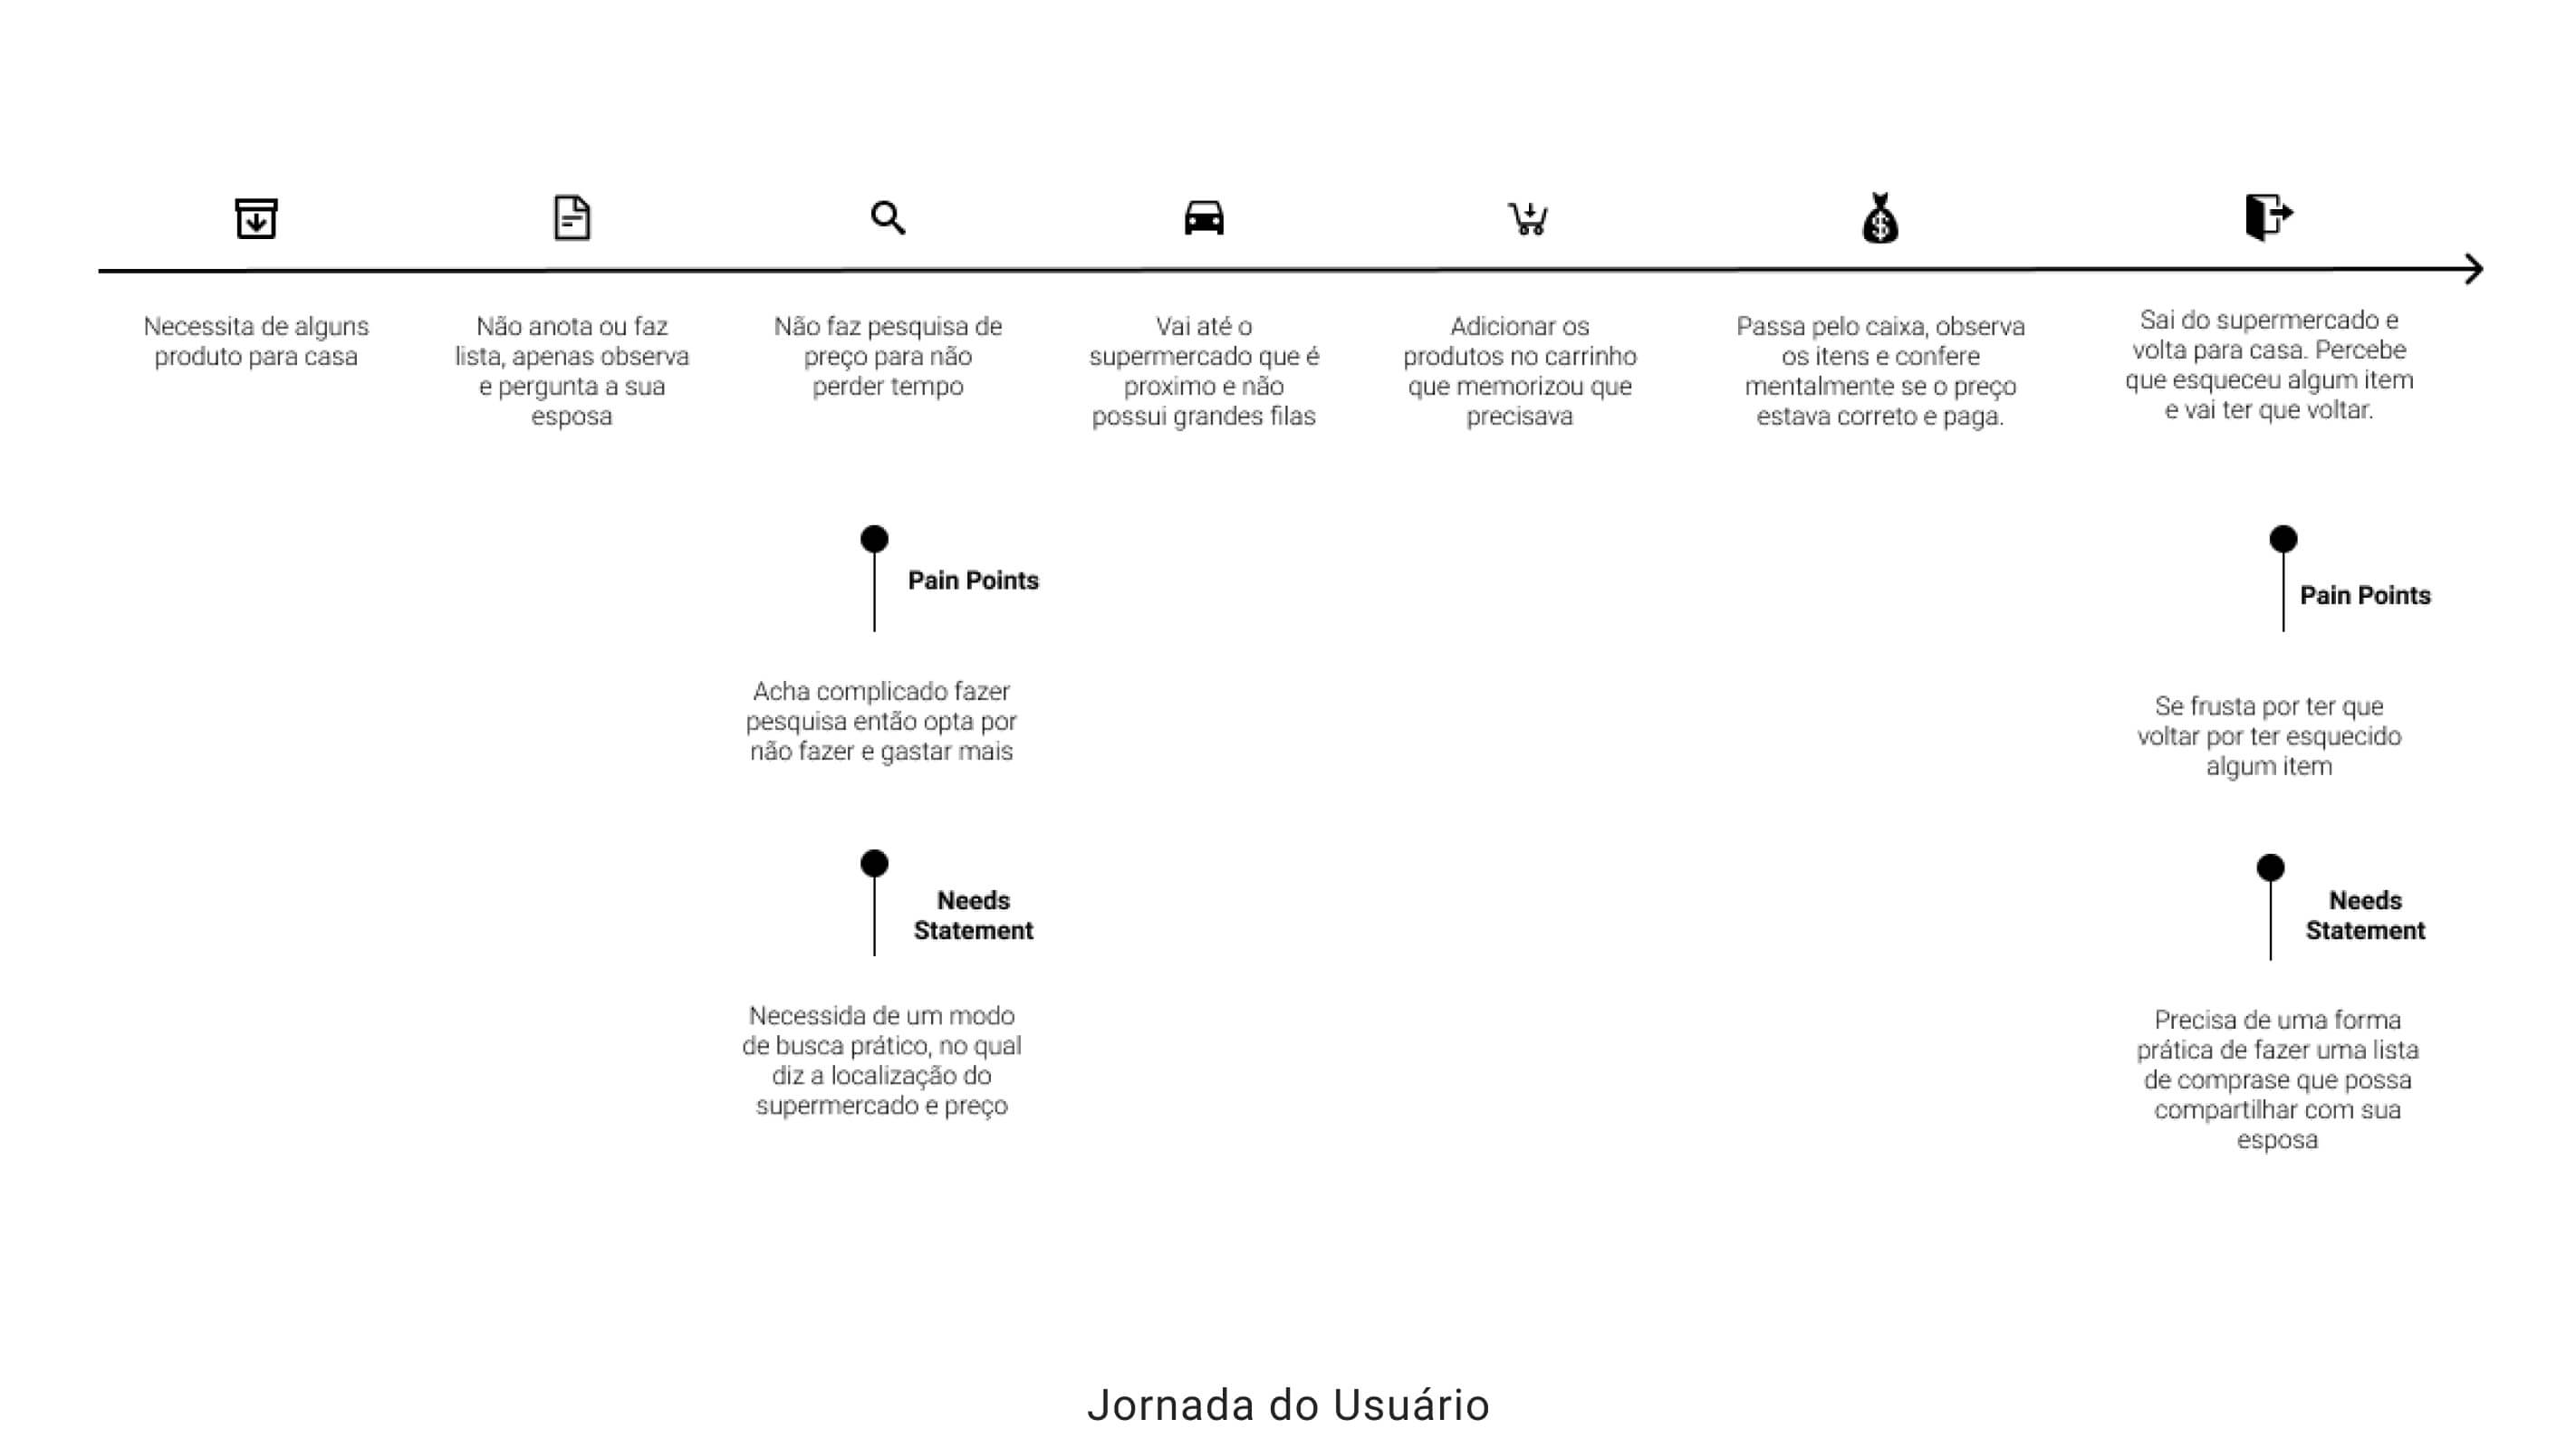 Necessita de alguns
produto para casa
Não anota ou faz
lista, apenas observa
e pergunta a sua
esposa
Não faz pesquisa de
preço para não
perder tempo
Vai até o
supermercado que é
proximo e não
possui grandes filas
Adicionar os
produtos no carrinho
que memorizou que
precisava
Passa pelo caixa, observa
os itens e confere
mentalmente se o preço
estava correto e paga.
Sai do supermercado e
volta para casa. Percebe
que esqueceu algum item
e vai ter que voltar.
Pain Points
Acha complicado fazer
pesquisa então opta por
não fazer e gastar mais
Needs
Statement
Necessida de um modo
de busca prático, no qual
diz a localização do
supermercado e preço
Pain Points
Se frusta por ter que
voltar por ter esquecido
algum item
Needs
Statement
Precisa de uma forma
prática de fazer uma lista
de comprase que possa
compartilhar com sua
esposa
Jornada do Usuário